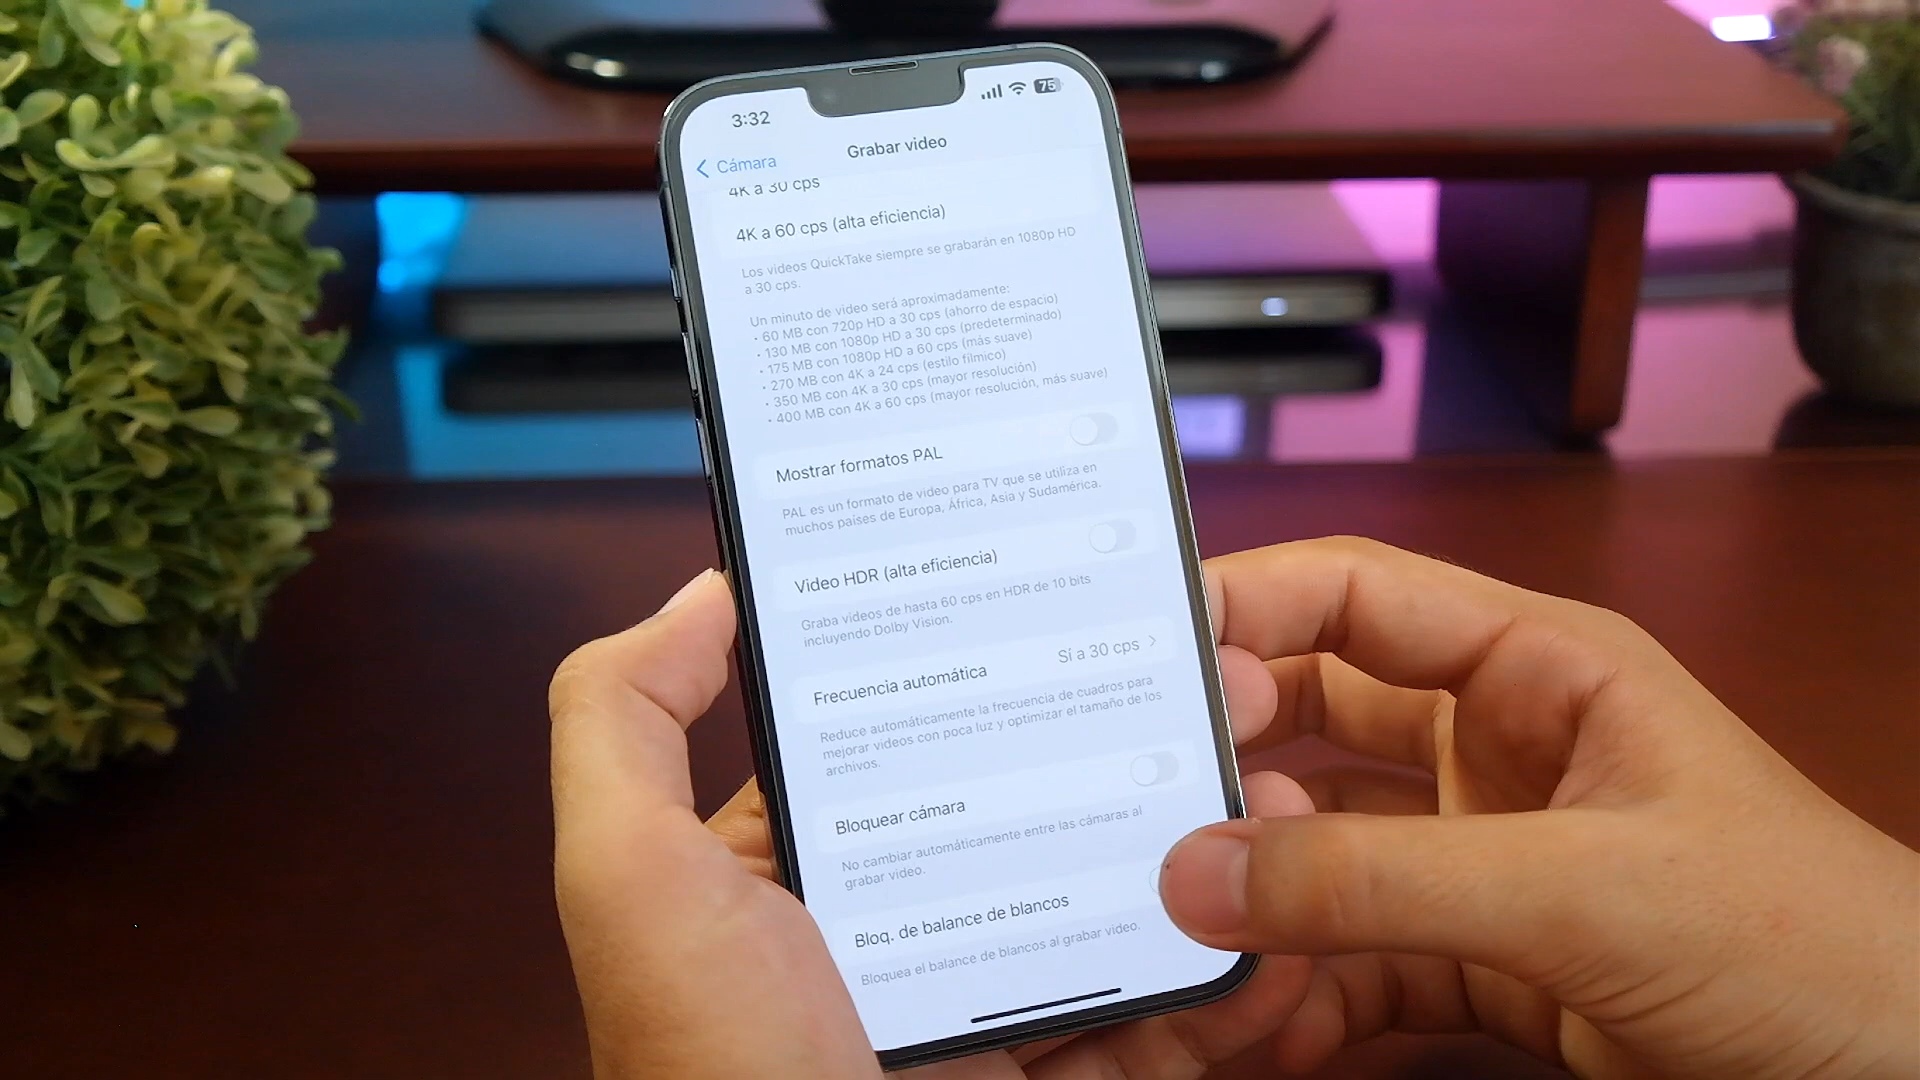 3:32
75
Cámara
Grabar video
4K a 30 cps
4K a 60 cps (alta eficiencia)
Los videos QuickTake siempre se grabarán en 1080p HD
a 30 cps.
Un minuto de video será aproximadamente:
• 60 MB con 720p HD a 30 cps (ahorro de espacio)
• 130 MB con 1080p HD a 30 cps (predeterminado)
• 175 MB con 1080p HD a 60 cps (más suave)
• 270 MB con 4K a 24 cps (estilo fílmico)
• 350 MB con 4K a 30 cps (mayor resolución)
• 400 MB con 4K a 60 cps (mayor resolución, más suave)
Mostrar formatos PAL
PAL es un formato de video para TV que se utiliza en
muchos países de Europa, África, Asia y Sudamérica.
Video HDR (alta eficiencia)
Graba videos de hasta 60 cps en HDR de 10 bits
incluyendo Dolby Vision.
Frecuencia automática
Sí a 30 cps
Reduce automáticamente la frecuencia de cuadros para
mejorar videos con poca luz y optimizar el tamaño de los
archivos.
Bloquear cámara
No cambiar automáticamente entre las cámaras al
grabar video.
Bloq. de balance de blancos
Bloquea el balance de blancos al grabar video.